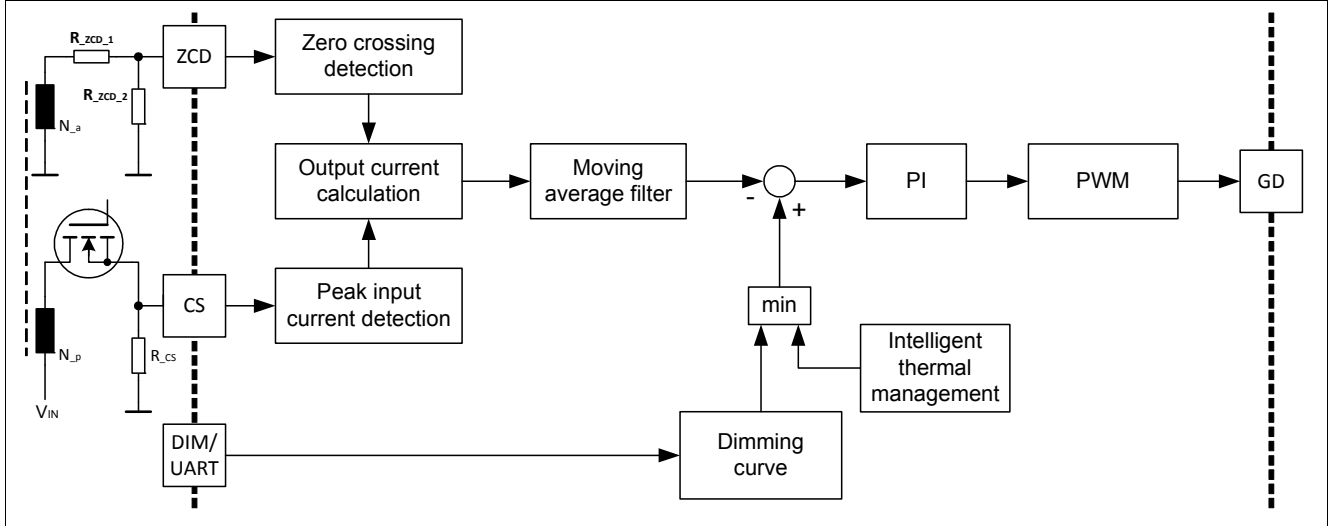 R_ZCD_1
ZCD
Zero crossing
detection
R_ZCD_2
N_a
Output current
calculation
Moving
average filter
-
+
PI
PWM
GD
CS
Peak input
current detection
min
N_p
R_CS
Intelligent
thermal
management
VIN
DIM/
UART
Dimming
curve